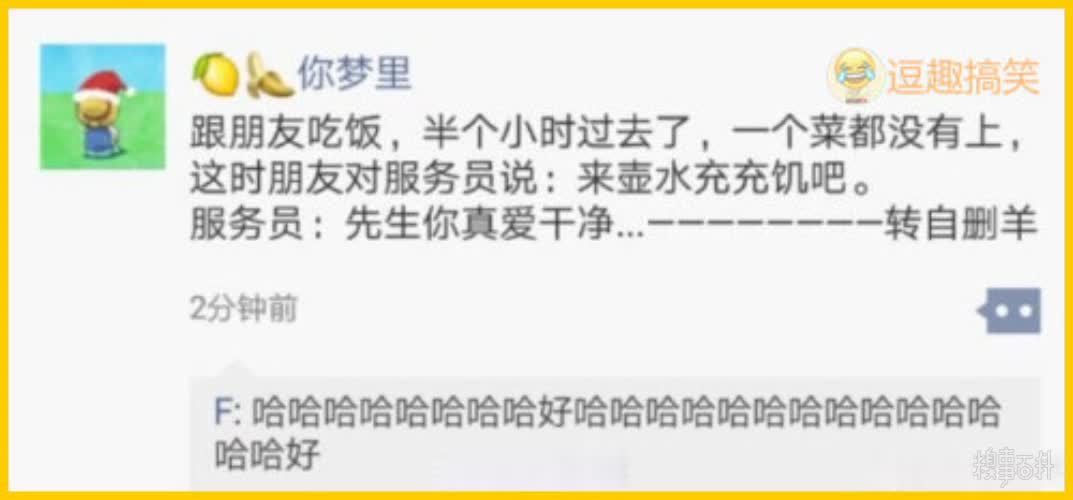 🍋🍌你梦里
逗趣搞笑
跟朋友吃饭，半个小时过去了，一个菜都没有上，
这时朋友对服务员说：来壶水充充饥吧。
服务员：先生你真爱干净...————————转自删羊
2分钟前
F: 哈哈哈哈哈哈哈哈好哈哈哈哈哈哈哈哈哈哈哈哈
哈哈好
糗事百科